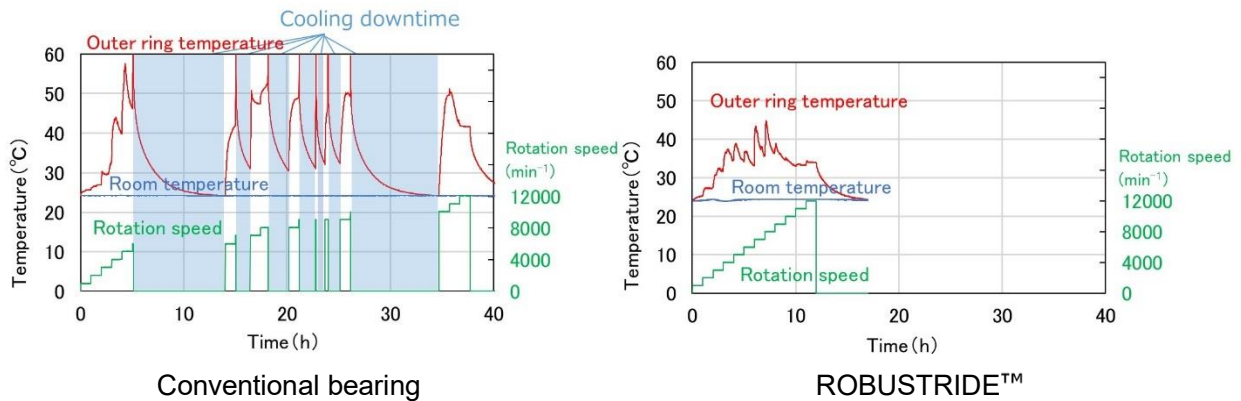 Cooling downtime
Outer ring temperature
60
50
40
30
20
10
0
Temperature(℃)
Room temperature
Rotation speed
Rotation speed
(min⁻¹)
12000
8000
4000
0
0 10 20 30 40
Time(h)
Conventional bearing
60
50
40
30
20
10
0
Temperature(℃)
Outer ring temperature
Room temperature
Rotation speed
Rotation speed
(min⁻¹)
12000
8000
4000
0
0 10 20 30 40
Time(h)
ROBUSTRIDE™